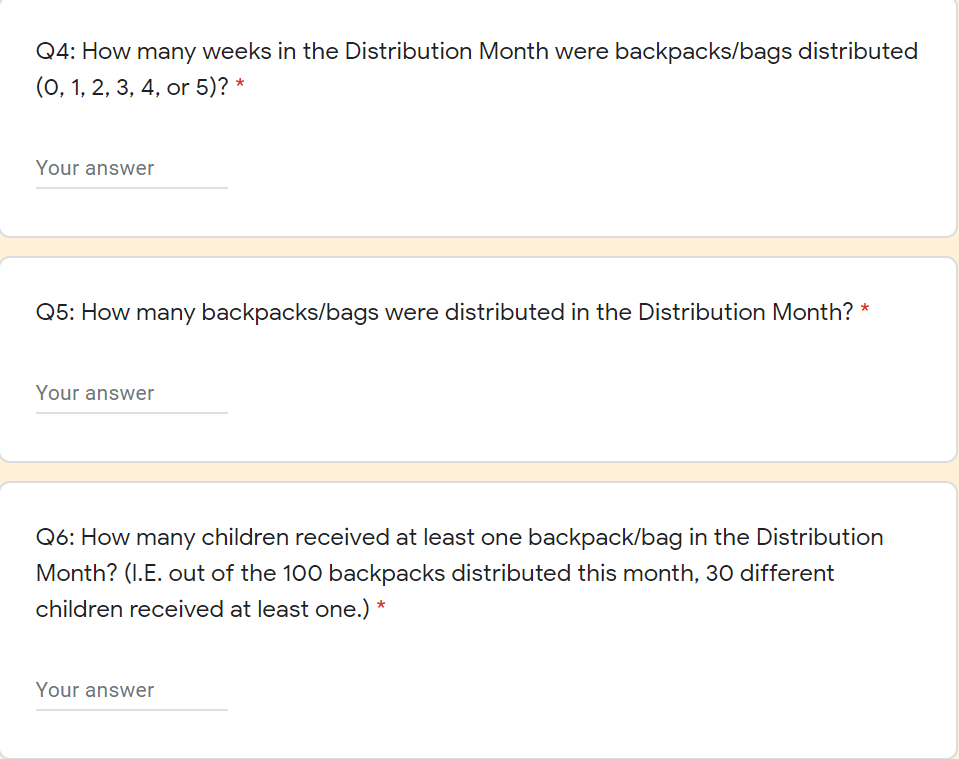 Q4: How many weeks in the Distribution Month were backpacks/bags distributed
(0, 1, 2, 3, 4, or 5)? *
Your answer
Q5: How many backpacks/bags were distributed in the Distribution Month? *
Your answer
Q6: How many children received at least one backpack/bag in the Distribution
Month? (I.E. out of the 100 backpacks distributed this month, 30 different
children received at least one.) *
Your answer